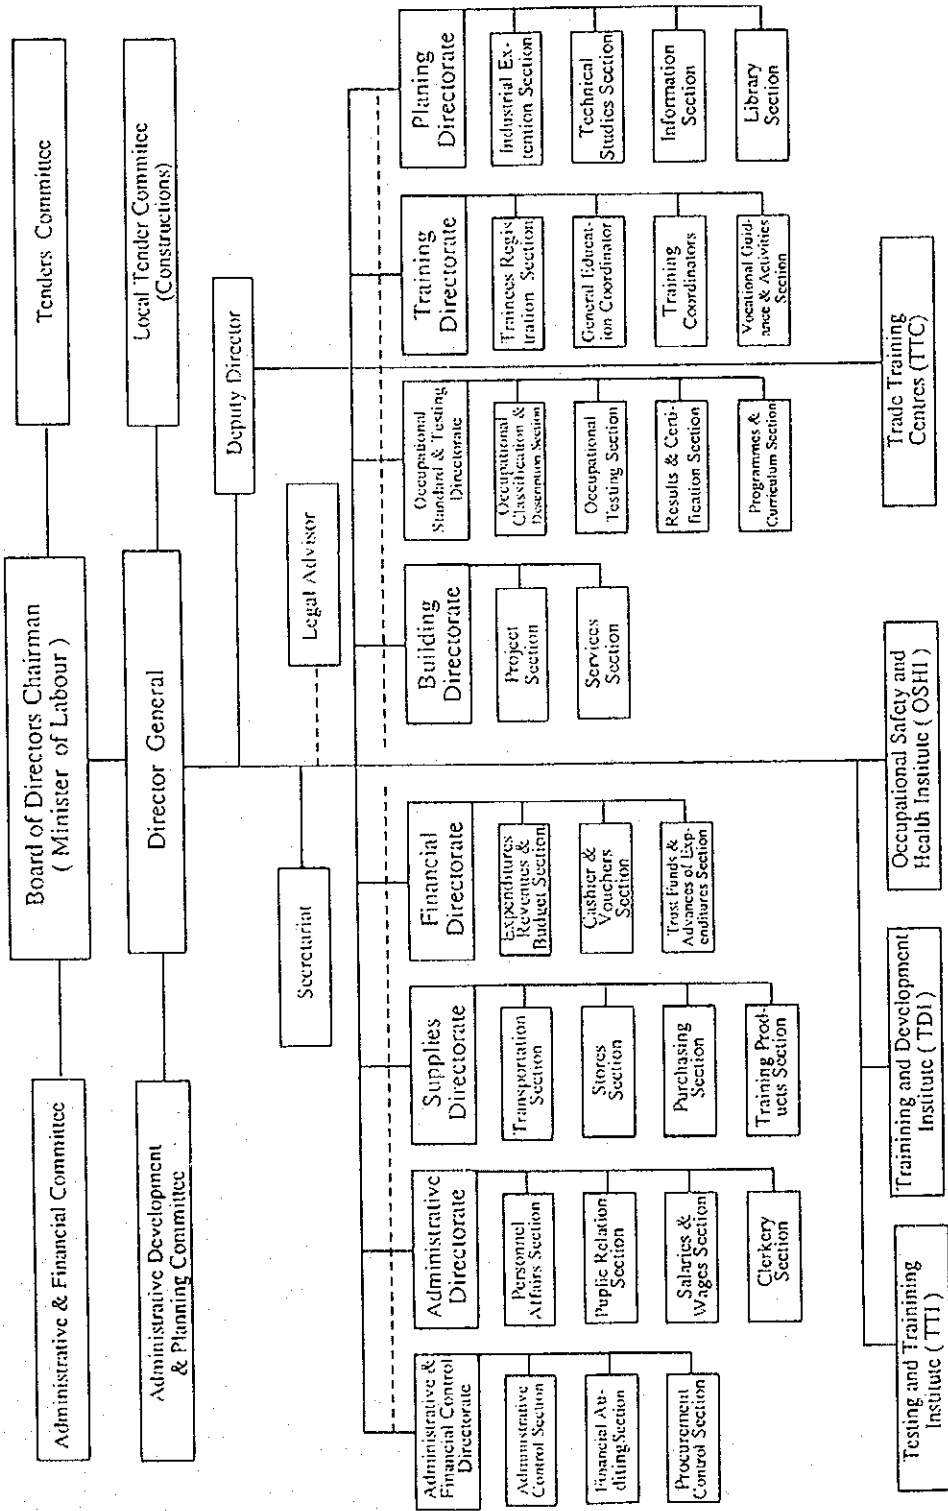 Administrative & Financial Committee
Board of Directors Chairman
( Minister of Labour )
Tenders Committee
Administrative Development
& Planning Committee
Director General
Local Tender Commitee
(Constructions)
Deputy Director
Secretariat
Legal Advisor
Administrative &
Financial Control
Directorate
Administrative
Control Section
Financial Au-
ditingSection
Procurement
Control Section
Administrative
Directorate
Personnel
Affairs Section
Puplic Relation
Section
Salaries &
Wages Section
Clerkery
Section
Supplies
Directorate
Transportation
Section
Stores
Section
Purchasing
Section
Training Prod-
ucts Section
Financial
Directorate
Expenditures
Revenues &
Budget Section
Cashier &
Vouchers
Section
Trust Funds &
Advances of Exp-
enditures Section
Building
Directorate
Project
Section
Services
Section
Occupational
Standard & Testing
Directorate
Occupational
Classification &
Description Section
Occupational
Testing Section
Results & Certi-
fication Section
Programmes &
Curriculum Section
Training
Directorate
Trainees Regis
tration Section
General Educat-
ion Coordinator
Training
Coordinators
Vocational Guid-
ance & Activities
Section
Planing
Directorate
Industrial Ex-
tention Section
Technical
Studies Section
Information
Section
Library
Section
Testing and Trainining
Institute ( TTI )
Trainining and Development
Institute ( TDI )
Occupational Safety and
Health Institute ( OSHI )
Trade Training
Centres (TTC)